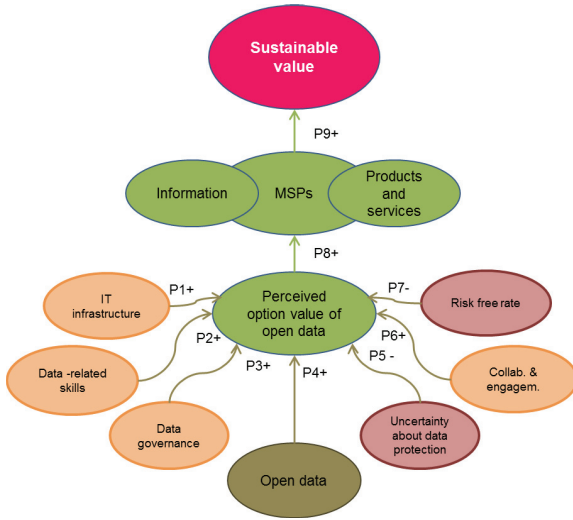 Sustainable
value
P9+
Information
MSPs
Products
and
services
P8+
IT
infrastructure
P1+
Perceived
option value of
open data
P7-
Risk free rate
P2+
P6+
Data -related
skills
P3+
P4+
P5 -
Collab. &
engagem.
Data
governance
Uncertainty
about data
protection
Open data